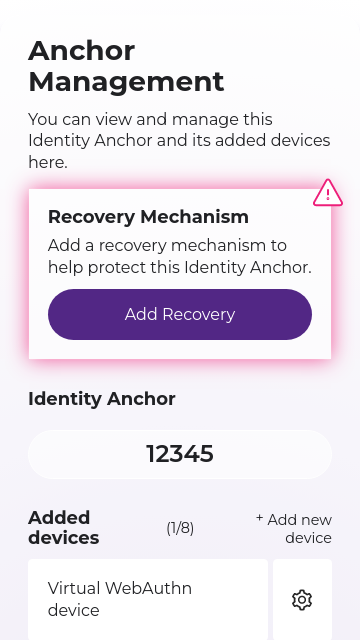 Anchor
Management
You can view and manage this
Identity Anchor and its added devices
here.
Recovery Mechanism
Add a recovery mechanism to
help protect this Identity Anchor.
Add Recovery
Identity Anchor
12345
Added
devices
(1/8)
+ Add new
device
Virtual WebAuthn
device